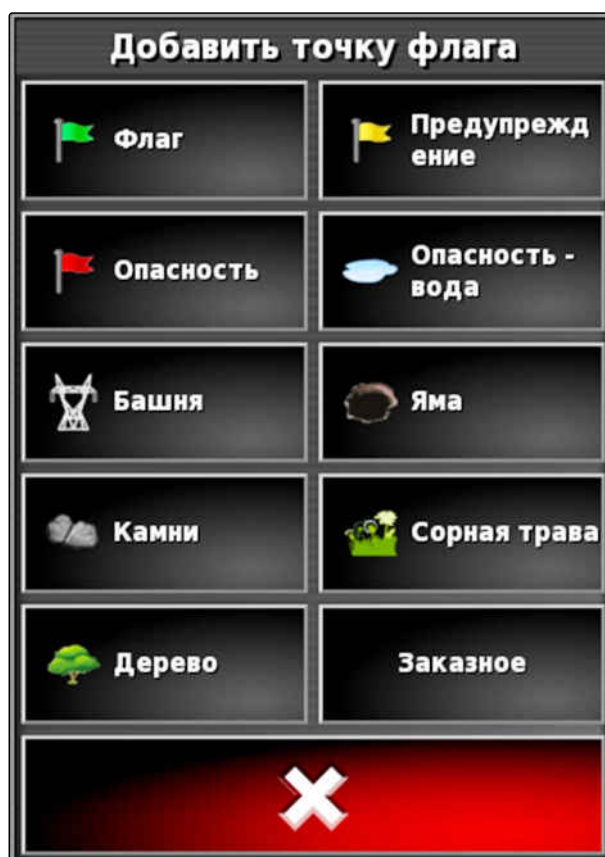 Добавить точку флага
Флаг
Предупрежд
ение
Опасность
Опасность -
вода
Башня
Яма
Камни
Сорная трава
Дерево
Заказное